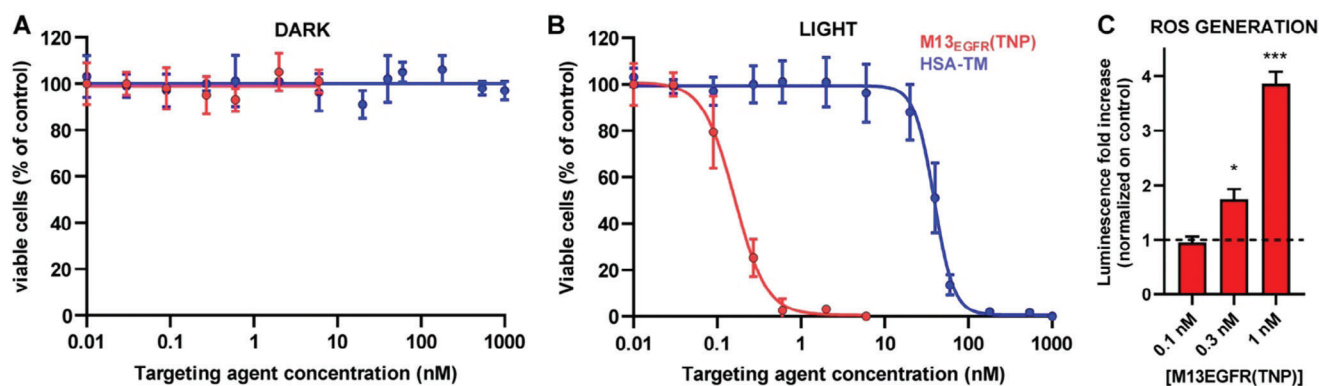 A
DARK
viable cells (% of control)
120
100
80
60
40
20
0
0.01
0.1
1
10
100
1000
Targeting agent concentration (nM)
B
LIGHT
M13EGFR(TNP)
HSA-TM
Viable cells (% of control)
120
100
80
60
40
20
0
0.01
0.1
1
10
100
1000
Targeting agent concentration (nM)
C
ROS GENERATION
Luminescence fold increase
(normalized on control)
4
2
1
0
*
***
0.1 nM
0.3 nM
1 nM
[M13EGFR(TNP)]